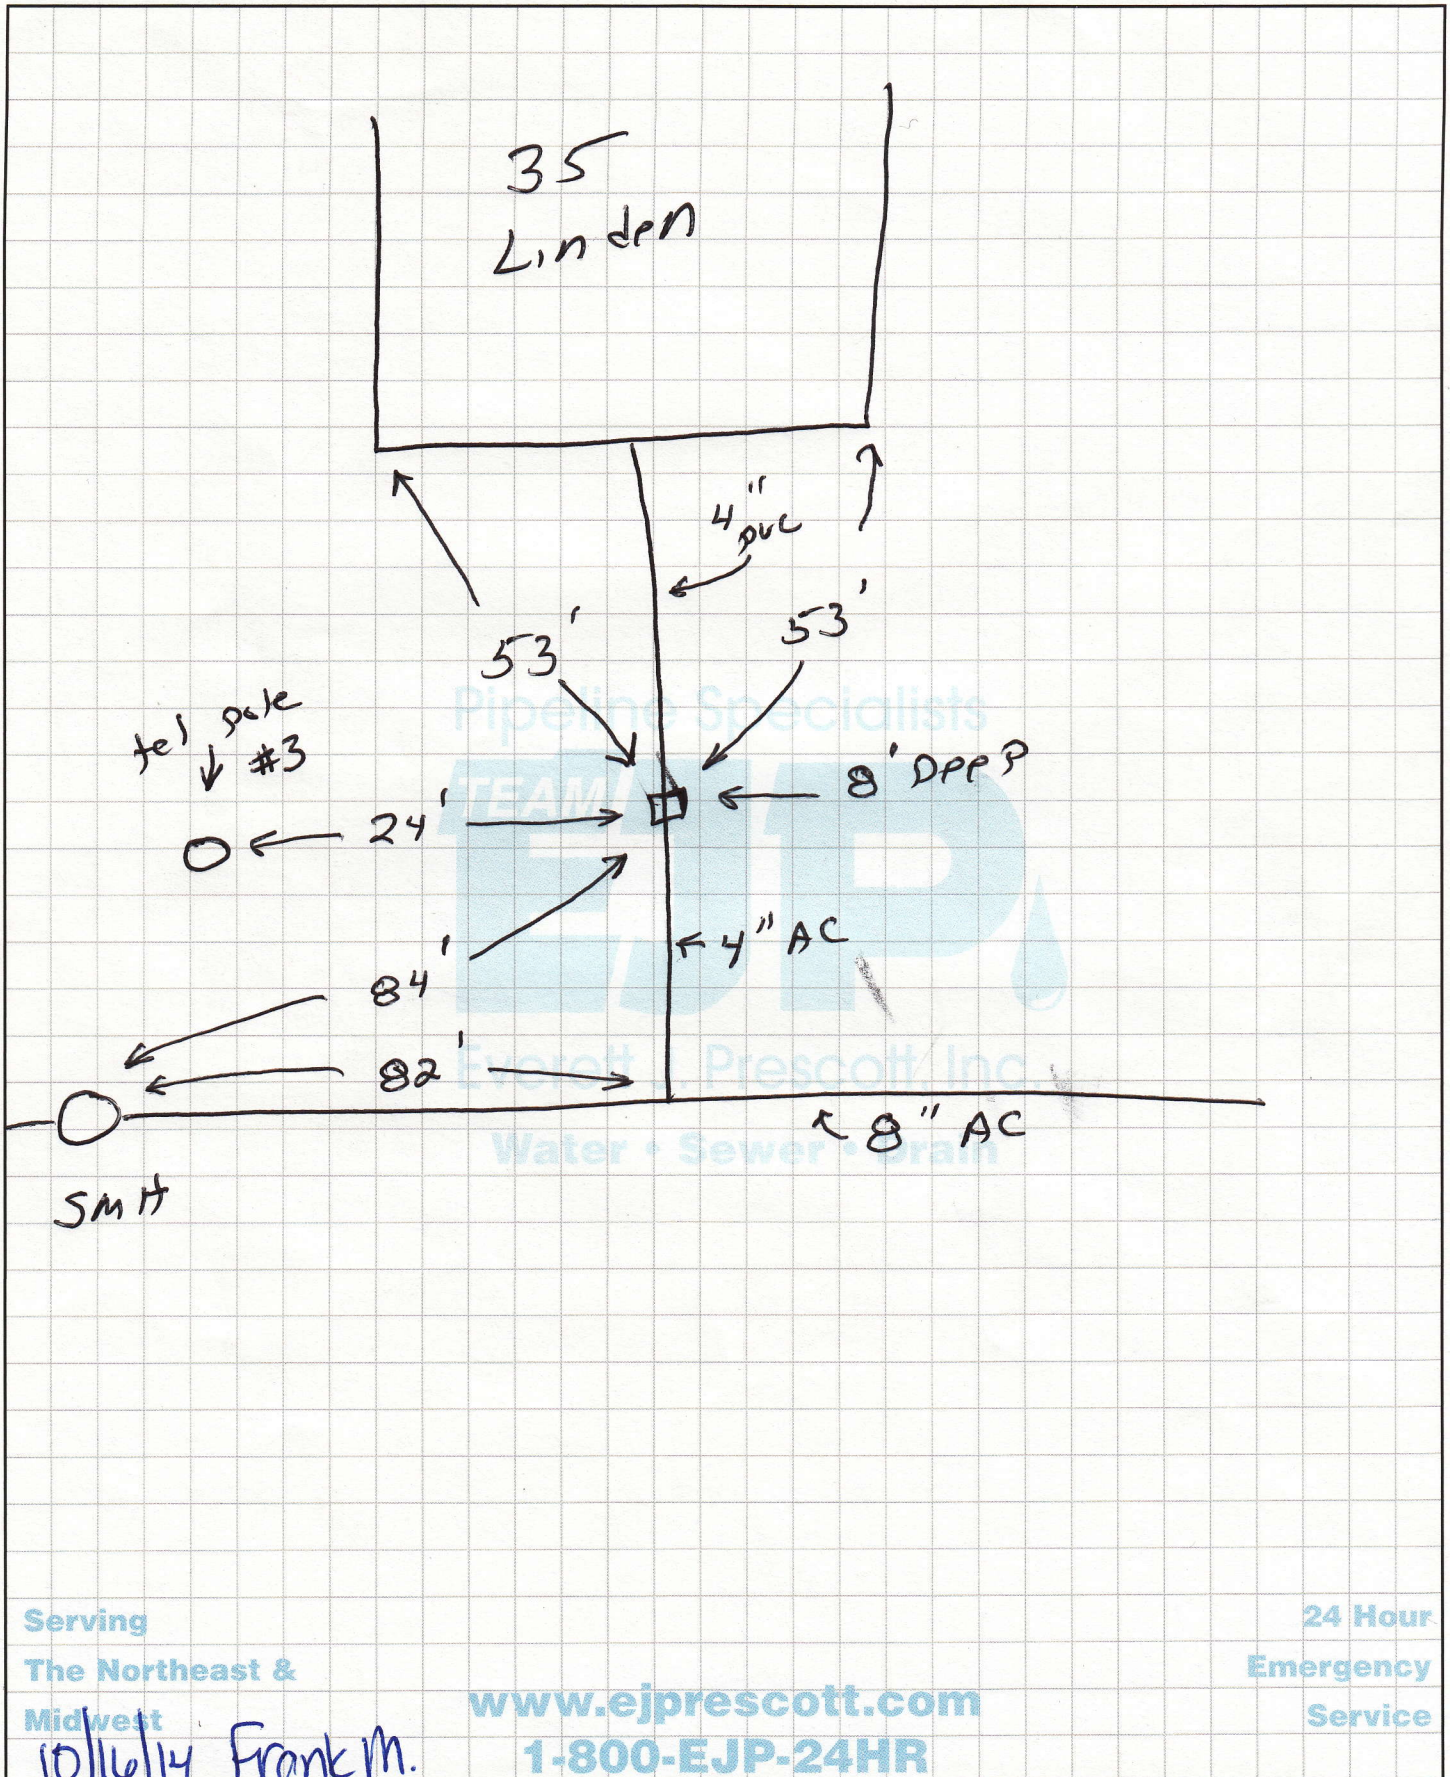 35
Linden
4"
pvc
53'
53'
tel pole
#3
Pipeline Specialists
TEAM
EJP
8' Deep
24'
4" AC
84'
82'
Everett J. Prescott, Inc.
8" AC
Water • Sewer • Drain
SMH
Serving
The Northeast &
Midwest
24 Hour
Emergency
Service
www.ejprescott.com
1-800-EJP-24HR
10/16/14 Frank M.